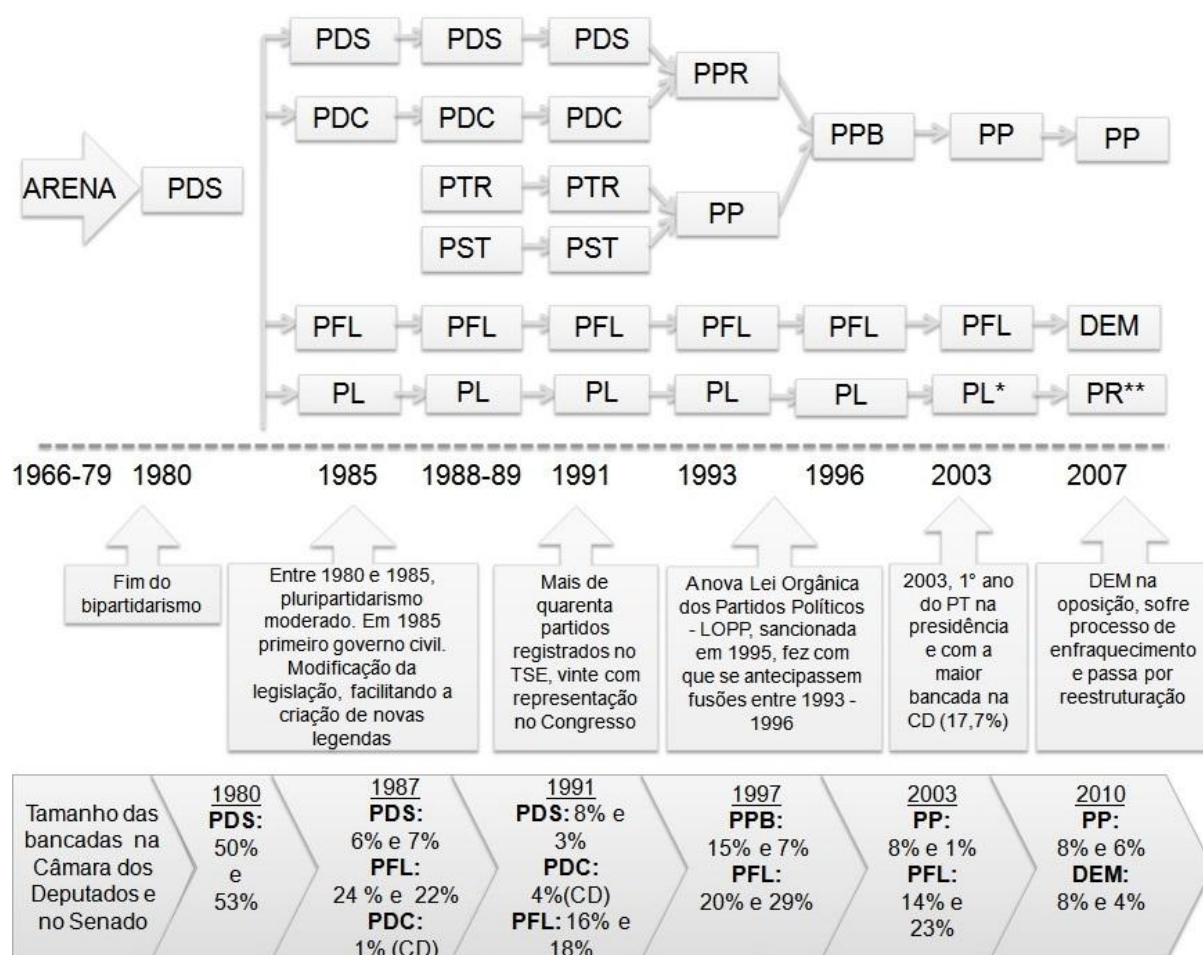 PDS PDS PDS
PPR
PDC PDC PDC
PPB PP PP
ARENA PDS
PTR PTR
PP
PST PST
PFL PFL PFL PFL PFL PFL DEM
PL PL PL PL PL PL* PR**
1966-79 1980 1985 1988-89 1991 1993 1996 2003 2007
Fim do
bipartidarismo
Entre 1980 e 1985,
pluripartidarismo
moderado. Em 1985
primeiro governo civil.
Modificação da
legislação, facilitando a
criação de novas
legendas
Mais de
quarenta
partidos
registrados no
TSE, vinte com
representação
no Congresso
A nova Lei Orgânica
dos Partidos Políticos
- LOPP, sancionada
em 1995, fez com
que se antecipassem
fusões entre 1993 -
1996
2003, 1° ano
do PT na
presidência
e com a
maior
bancada na
CD (17,7%)
DEM na
oposição, sofre
processo de
enfraquecimento
e passa por
reestruturação
Tamanho das
bancadas na
Câmara dos
Deputados e
no Senado
1980
PDS:
50%
e
53%
1987
PDS:
6% e 7%
PFL:
24 % e 22%
PDC:
1% (CD)
1991
PDS: 8% e
3%
PDC:
4%(CD)
PFL: 16% e
18%
1997
PPB:
15% e 7%
PFL:
20% e 29%
2003
PP:
8% e 1%
PFL:
14% e
23%
2010
PP:
8% e 6%
DEM:
8% e 4%